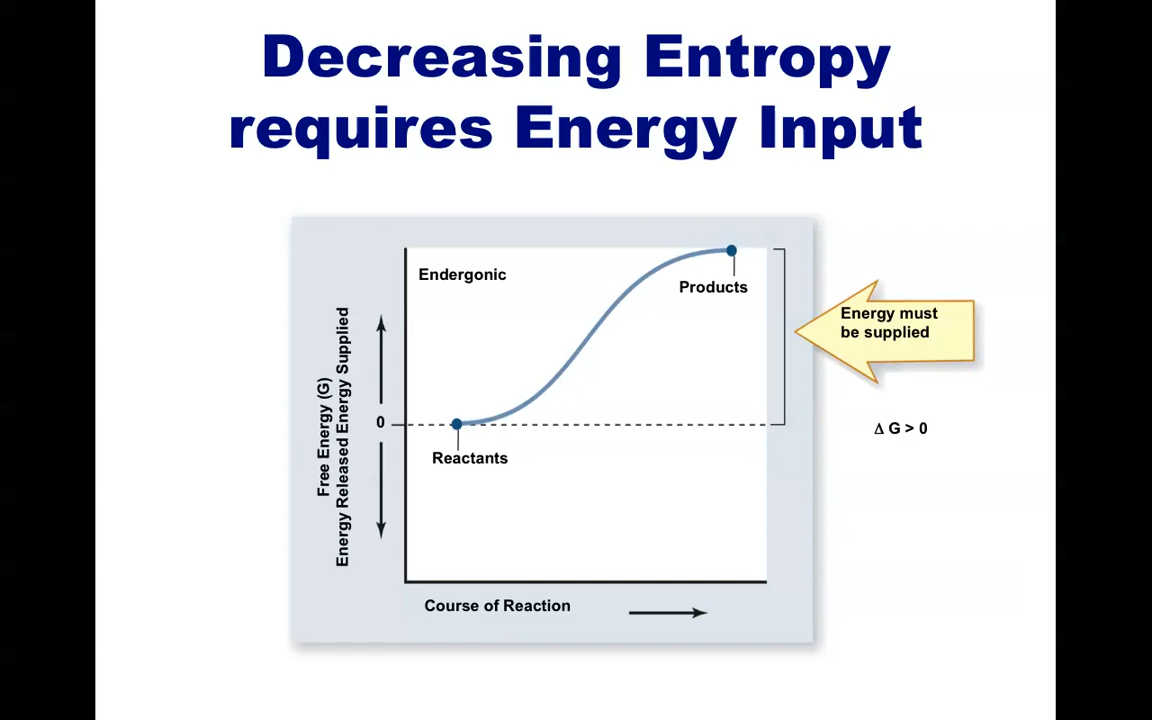 Decreasing Entropy
requires Energy Input
Endergonic
Products
Energy must
be supplied
Free Energy (G)
Energy Released Energy Supplied
0
Δ G > 0
Reactants
Course of Reaction